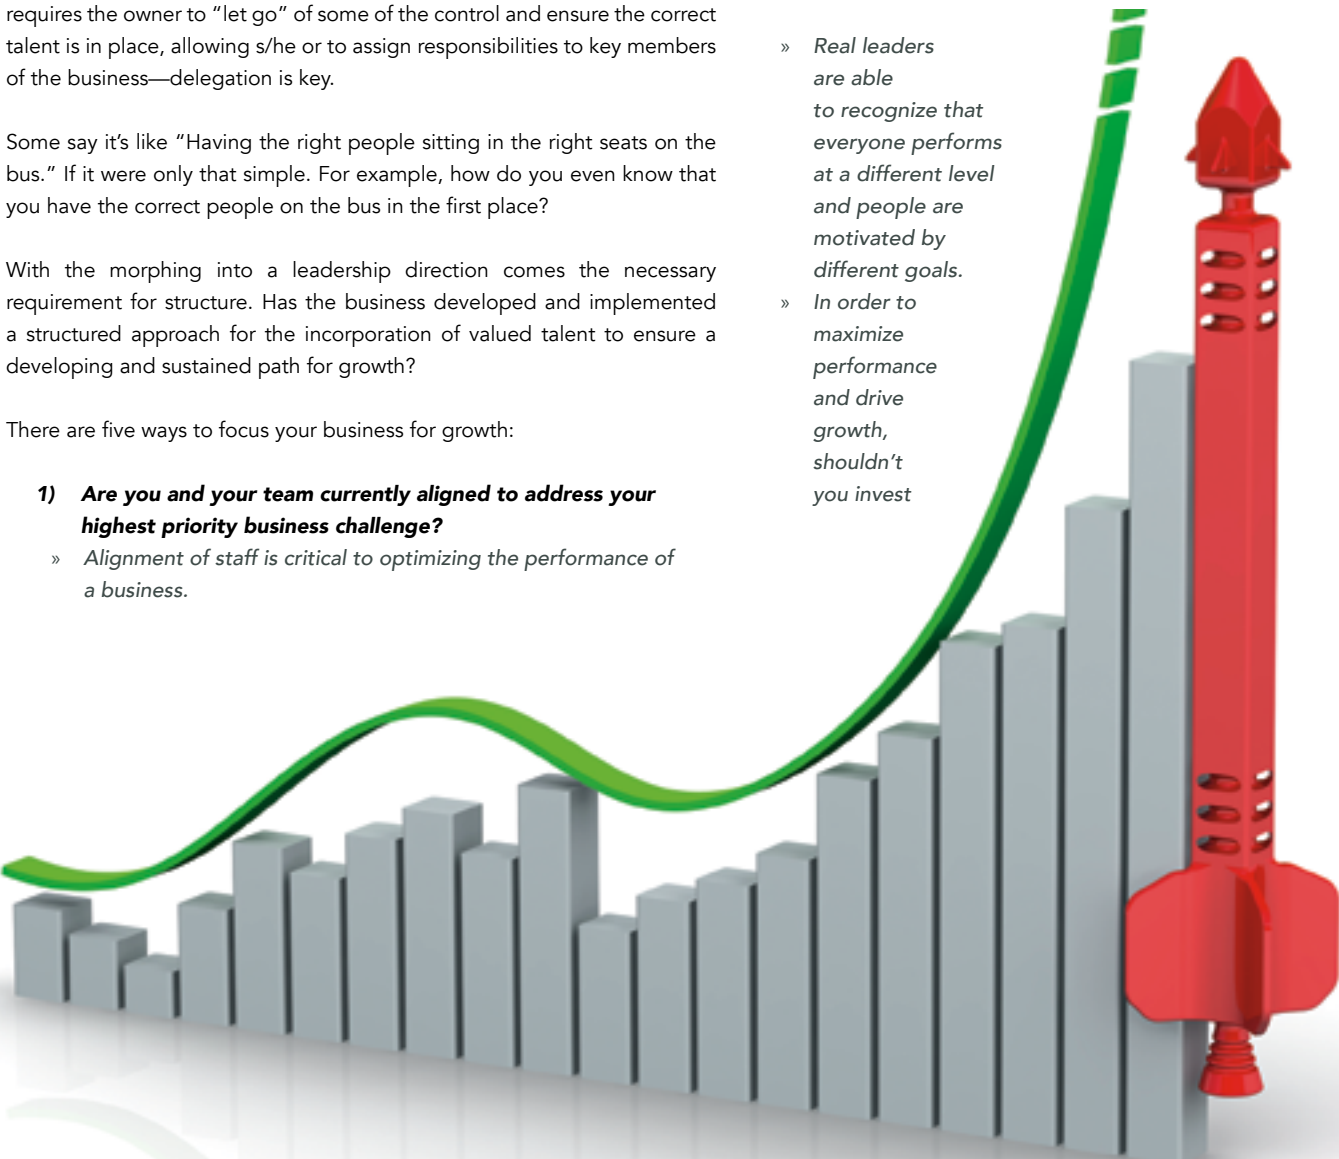 requires the owner to “let go” of some of the control and ensure the correct
talent is in place, allowing s/he or to assign responsibilities to key members
of the business—delegation is key.
Some say it’s like “Having the right people sitting in the right seats on the
bus.” If it were only that simple. For example, how do you even know that
you have the correct people on the bus in the first place?
With the morphing into a leadership direction comes the necessary
requirement for structure. Has the business developed and implemented
a structured approach for the incorporation of valued talent to ensure a
developing and sustained path for growth?
There are five ways to focus your business for growth:
1) Are you and your team currently aligned to address your
highest priority business challenge?
» Alignment of staff is critical to optimizing the performance of
a business.
» Real leaders
are able
to recognize that
everyone performs
at a different level
and people are
motivated by
different goals.
» In order to
maximize
performance
and drive
growth,
shouldn’t
you invest